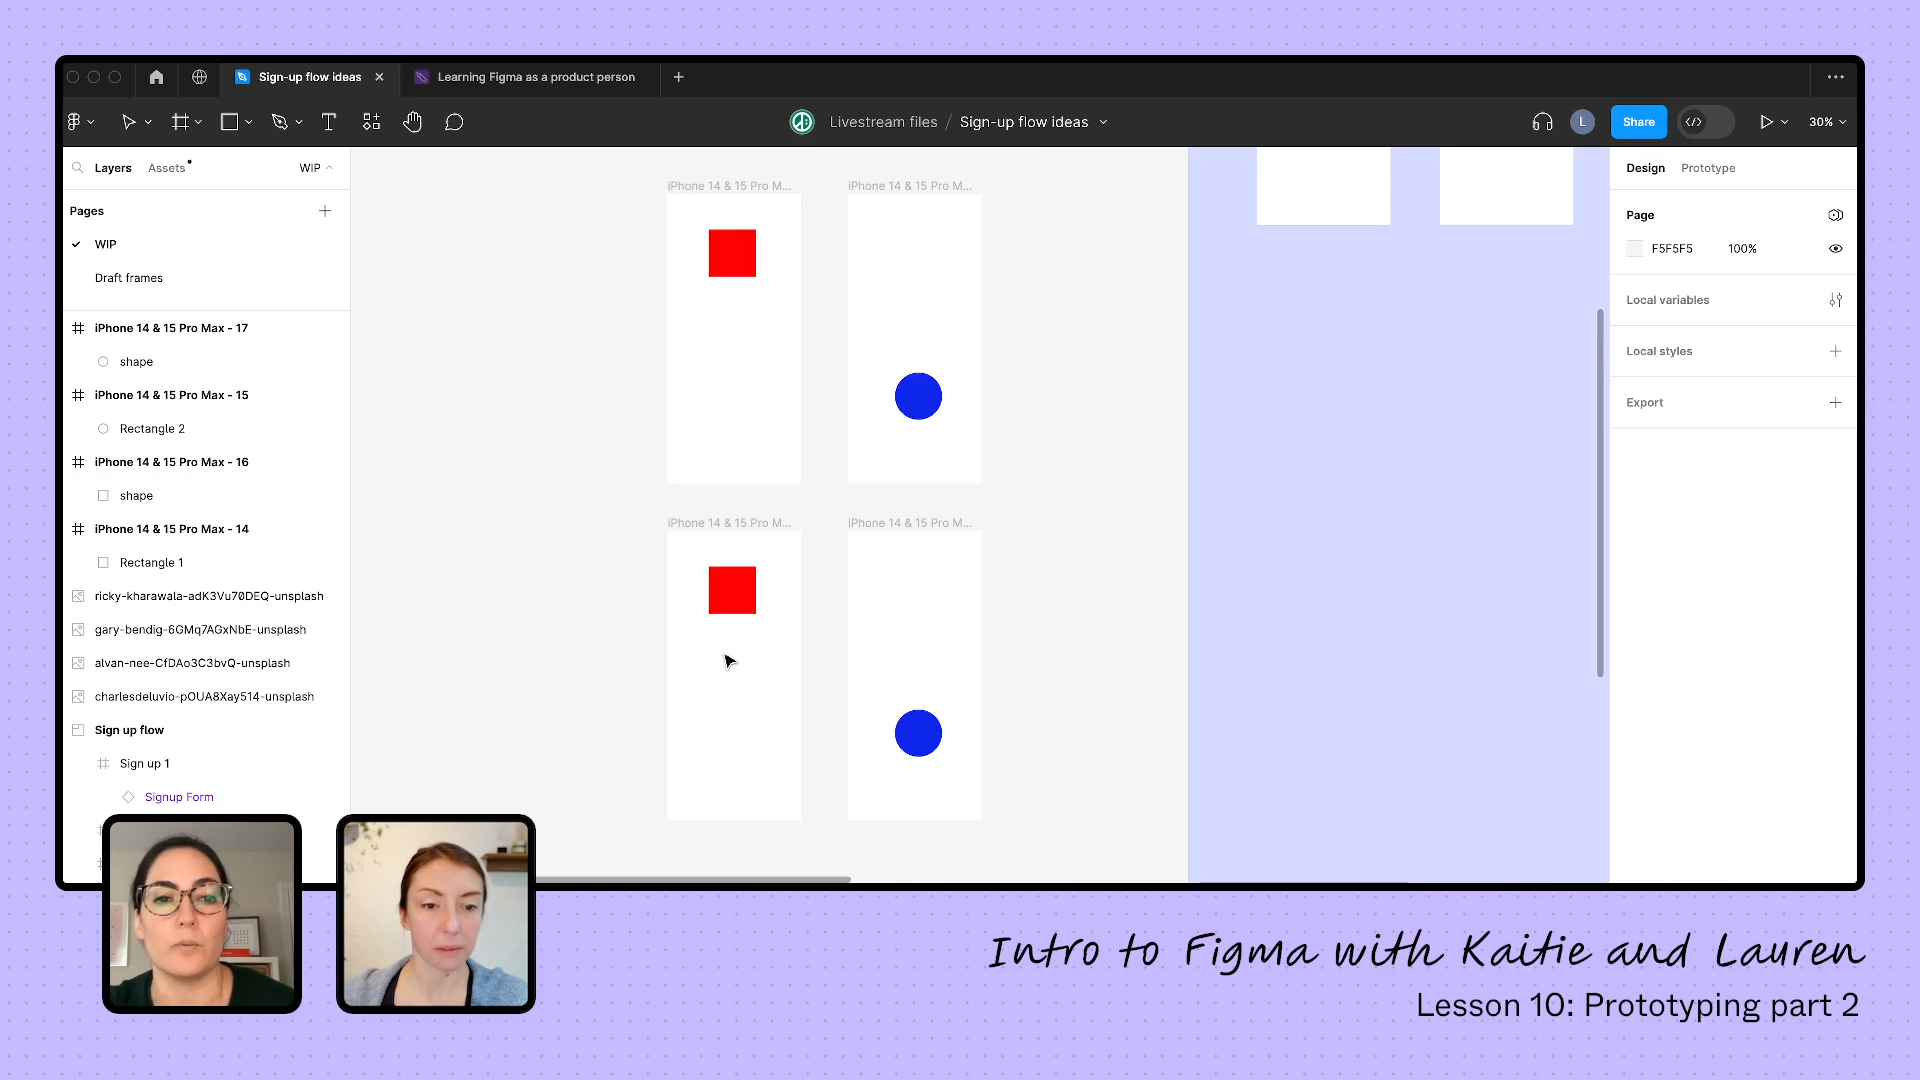 Sign-up flow ideas
Learning Figma as a product person
Livestream files / Sign-up flow ideas
L
Share
30%
Layers
Assets
WIP
Pages
WIP
Draft frames
iPhone 14 & 15 Pro Max - 17
shape
iPhone 14 & 15 Pro Max - 15
Rectangle 2
iPhone 14 & 15 Pro Max - 16
shape
iPhone 14 & 15 Pro Max - 14
Rectangle 1
ricky-kharawala-adK3Vu70DEQ-unsplash
gary-bendig-6GMq7AGxNbE-unsplash
alvan-nee-CfDAo3C3bvQ-unsplash
charlesdeluvio-pOUA8Xay514-unsplash
Sign up flow
Sign up 1
Signup Form
iPhone 14 & 15 Pro M...
iPhone 14 & 15 Pro M...
iPhone 14 & 15 Pro M...
iPhone 14 & 15 Pro M...
Design
Prototype
Page
F5F5F5
100%
Local variables
Local styles
Export
Intro to Figma with Kaitie and Lauren
Lesson 10: Prototyping part 2